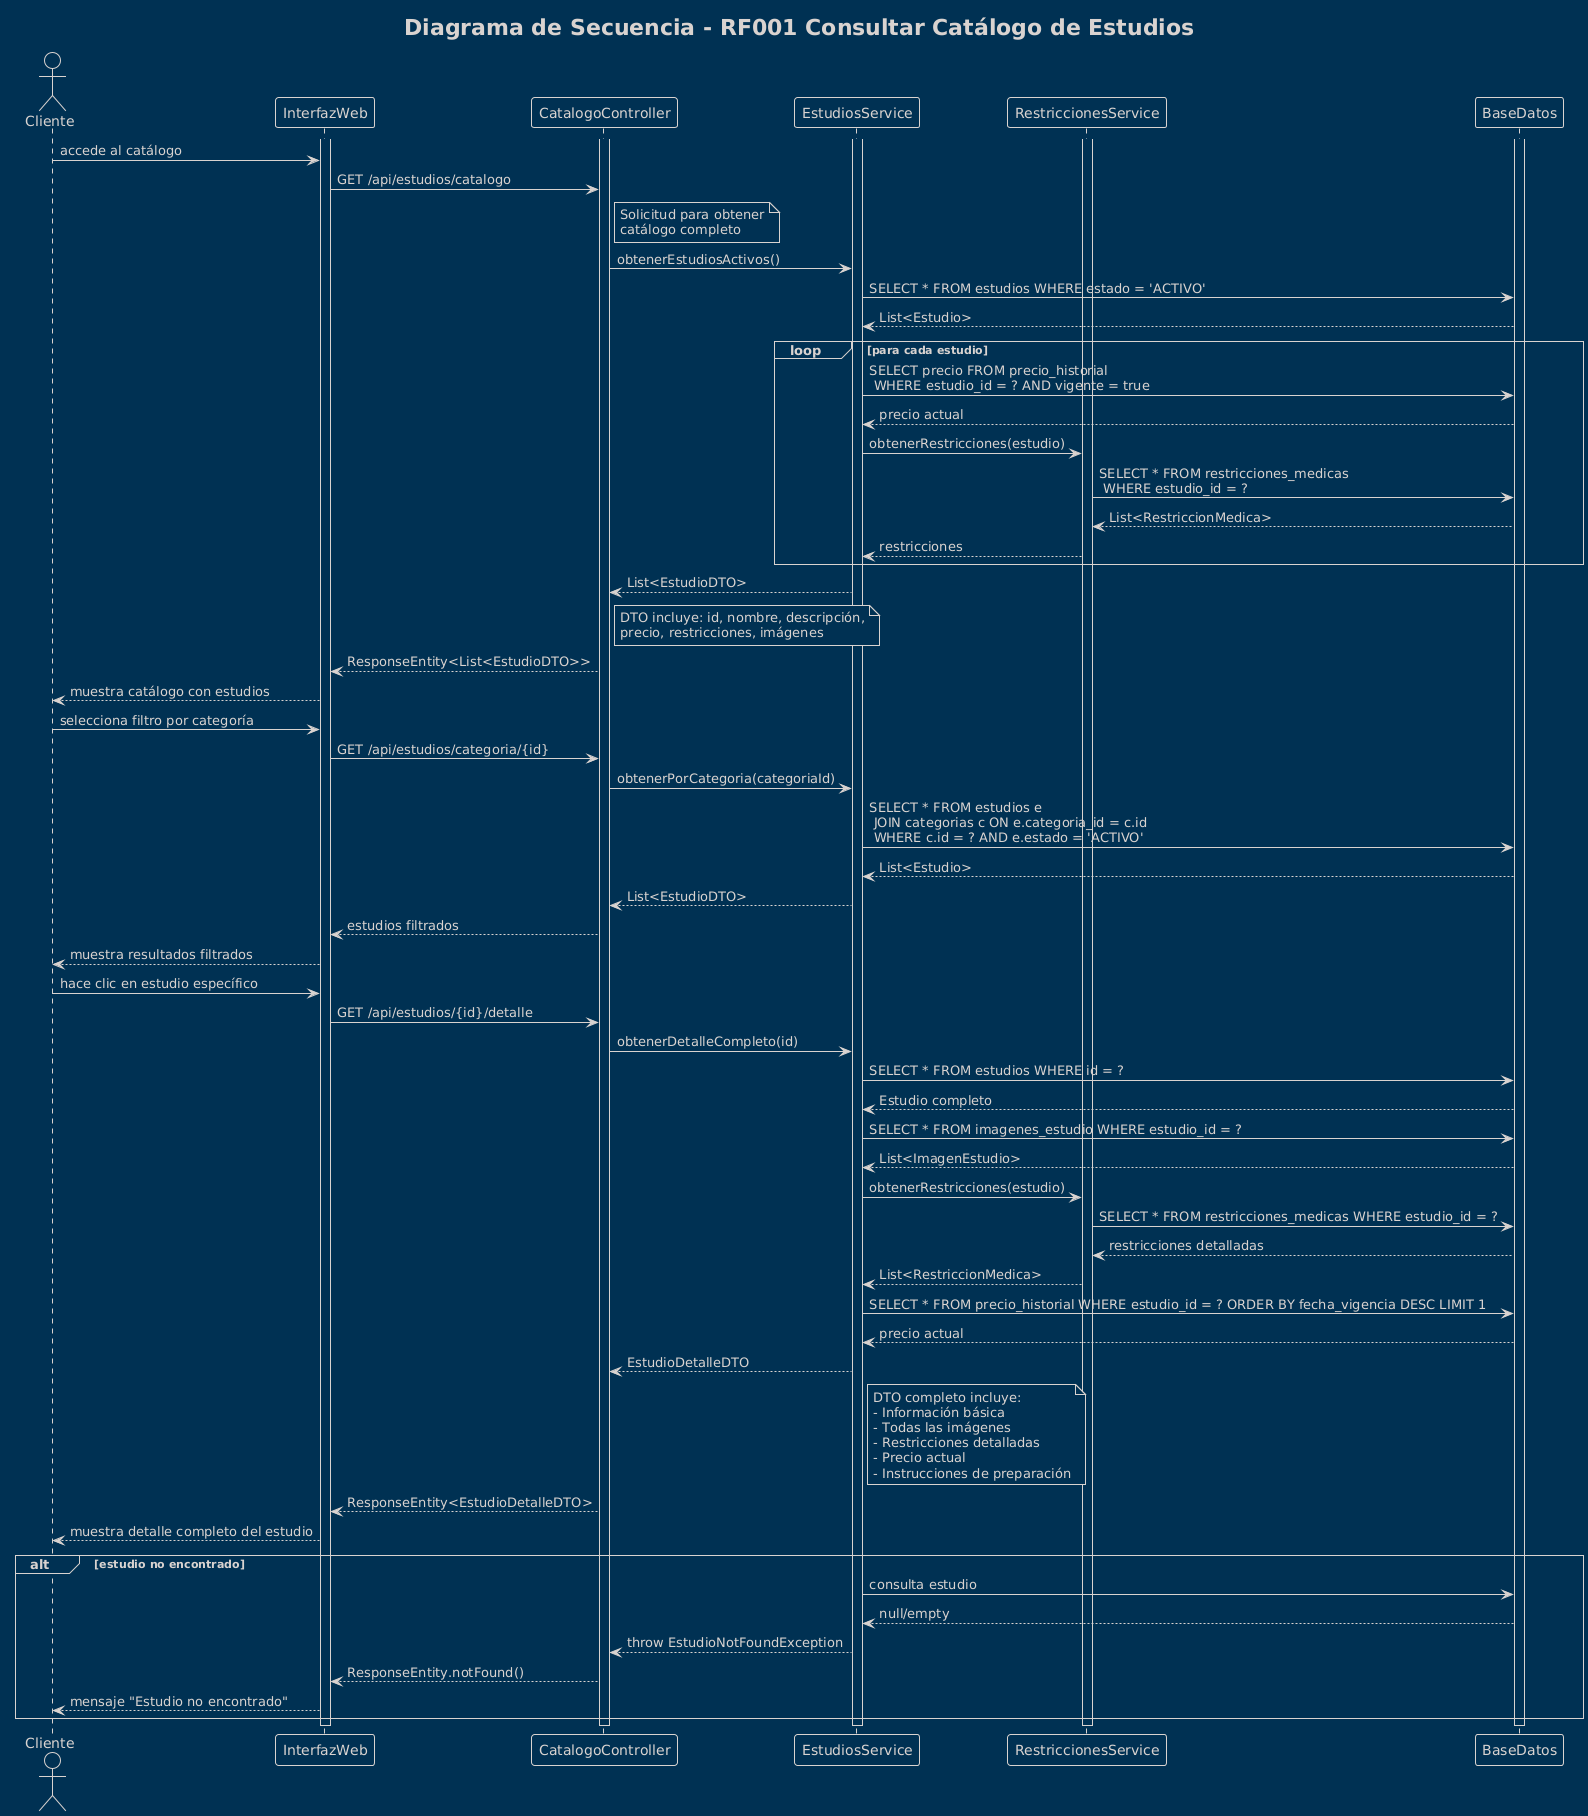 Diagrama de Secuencia - RF001 Consultar Catálogo de Estudios
Cliente
InterfazWeb
CatalogoController
EstudiosService
RestriccionesService
BaseDatos
accede al catálogo
GET /api/estudios/catalogo
Solicitud para obtener
catálogo completo
obtenerEstudiosActivos()
SELECT * FROM estudios WHERE estado = 'ACTIVO'
List<Estudio>
loop
[para cada estudio]
SELECT precio FROM precio_historial
WHERE estudio_id = ? AND vigente = true
precio actual
obtenerRestricciones(estudio)
SELECT * FROM restricciones_medicas
WHERE estudio_id = ?
List<RestriccionMedica>
restricciones
List<EstudioDTO>
DTO incluye: id, nombre, descripción,
precio, restricciones, imágenes
ResponseEntity<List<EstudioDTO>>
muestra catálogo con estudios
selecciona filtro por categoría
GET /api/estudios/categoria/{id}
obtenerPorCategoria(categoriaId)
SELECT * FROM estudios e
JOIN categorias c ON e.categoria_id = c.id
WHERE c.id = ? AND e.estado = 'ACTIVO'
List<Estudio>
List<EstudioDTO>
estudios filtrados
muestra resultados filtrados
hace clic en estudio específico
GET /api/estudios/{id}/detalle
obtenerDetalleCompleto(id)
SELECT * FROM estudios WHERE id = ?
Estudio completo
SELECT * FROM imagenes_estudio WHERE estudio_id = ?
List<ImagenEstudio>
obtenerRestricciones(estudio)
SELECT * FROM restricciones_medicas WHERE estudio_id = ?
restricciones detalladas
List<RestriccionMedica>
SELECT * FROM precio_historial WHERE estudio_id = ? ORDER BY fecha_vigencia DESC LIMIT 1
precio actual
EstudioDetalleDTO
DTO completo incluye:
- Información básica
- Todas las imágenes
- Restricciones detalladas
- Precio actual
- Instrucciones de preparación
ResponseEntity<EstudioDetalleDTO>
muestra detalle completo del estudio
alt
[estudio no encontrado]
consulta estudio
null/empty
throw EstudioNotFoundException
ResponseEntity.notFound()
mensaje "Estudio no encontrado"
Cliente
InterfazWeb
CatalogoController
EstudiosService
RestriccionesService
BaseDatos